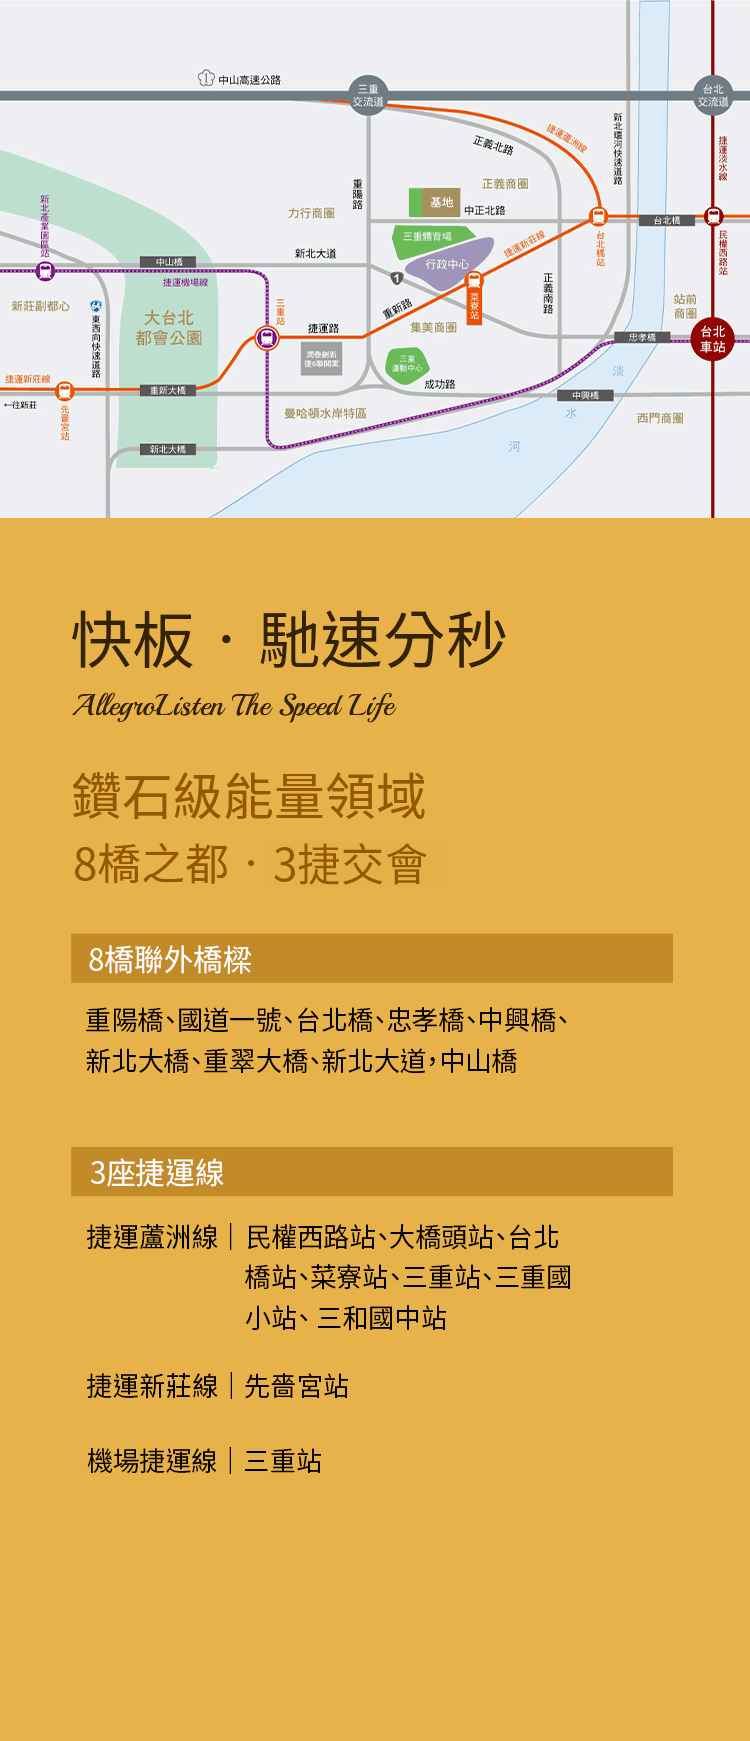 中山高速公路
三重
交流道
台北
交流道
捷運蘆洲線
新北環河快速道路
捷運淡水線
正義北路
重陽路
正義商圈
基地
力行商圈
中正北路
台北橋
新北產業園區站
三重體育場
捷運新莊線
台北橋站
民權西路站
新北大道
中山橋
行政中心
捷運機場線
1
正義南路
菜寮站
站前
商圈
新莊副都心
東西向快速道路
大台北
都會公園
三重站
重新路
捷運路
集美商圈
忠孝橋
台北
車站
潤泰創新
捷6聯開案
三重
運動中心
淡
捷運新莊線
成功路
重新大橋
中興橋
←往新莊
先嗇宮站
曼哈頓水岸特區
水
西門商圈
新北大橋
河
快板·馳速分秒
AllegroListen The Speed Life
鑽石級能量領域
8橋之都·3捷交會
8橋聯外橋樑
重陽橋、國道一號、台北橋、忠孝橋、中興橋、
新北大橋、重翠大橋、新北大道，中山橋
3座捷運線
捷運蘆洲線｜民權西路站、大橋頭站、台北
橋站、菜寮站、三重站、三重國
小站、三和國中站
捷運新莊線｜先嗇宮站
機場捷運線｜三重站